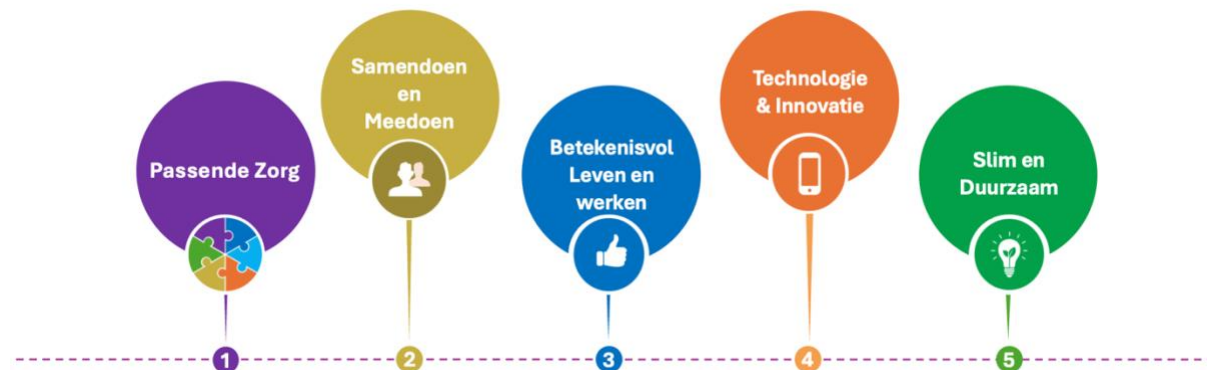 Passende Zorg
Samendoen
en
Meedoen
Betekenisvol
Leven en
werken
Technologie
& Innovatie
Slim en
Duurzaam
1
2
3
4
5